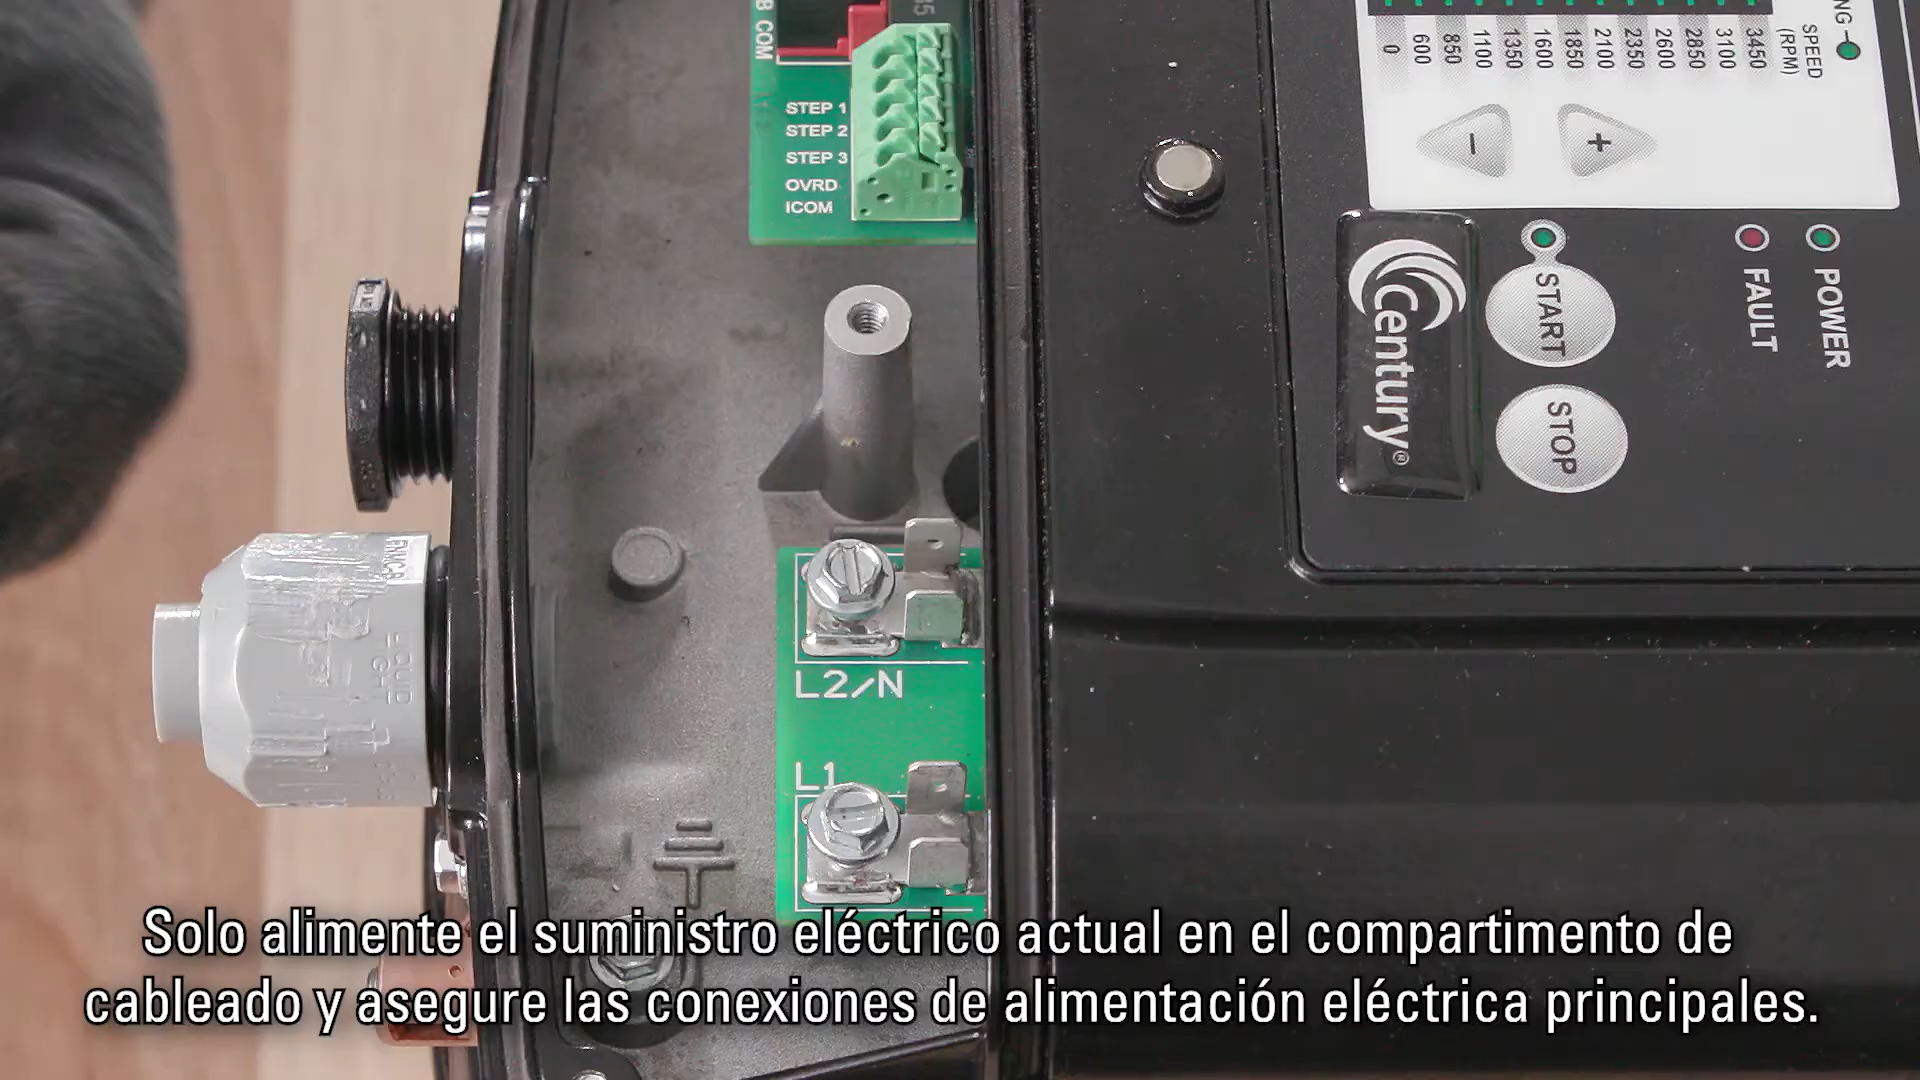 B COM
STEP 1
STEP 2
STEP 3
OVRD
ICOM
L2/N
L1
SPEED
(RPM)
3450
3100
2850
2600
2350
2100
1850
1600
1350
1100
850
600
0
-
+
Century®
START
STOP
FAULT
POWER
Solo alimente el suministro eléctrico actual en el compartimento de
cableado y asegure las conexiones de alimentación eléctrica principales.